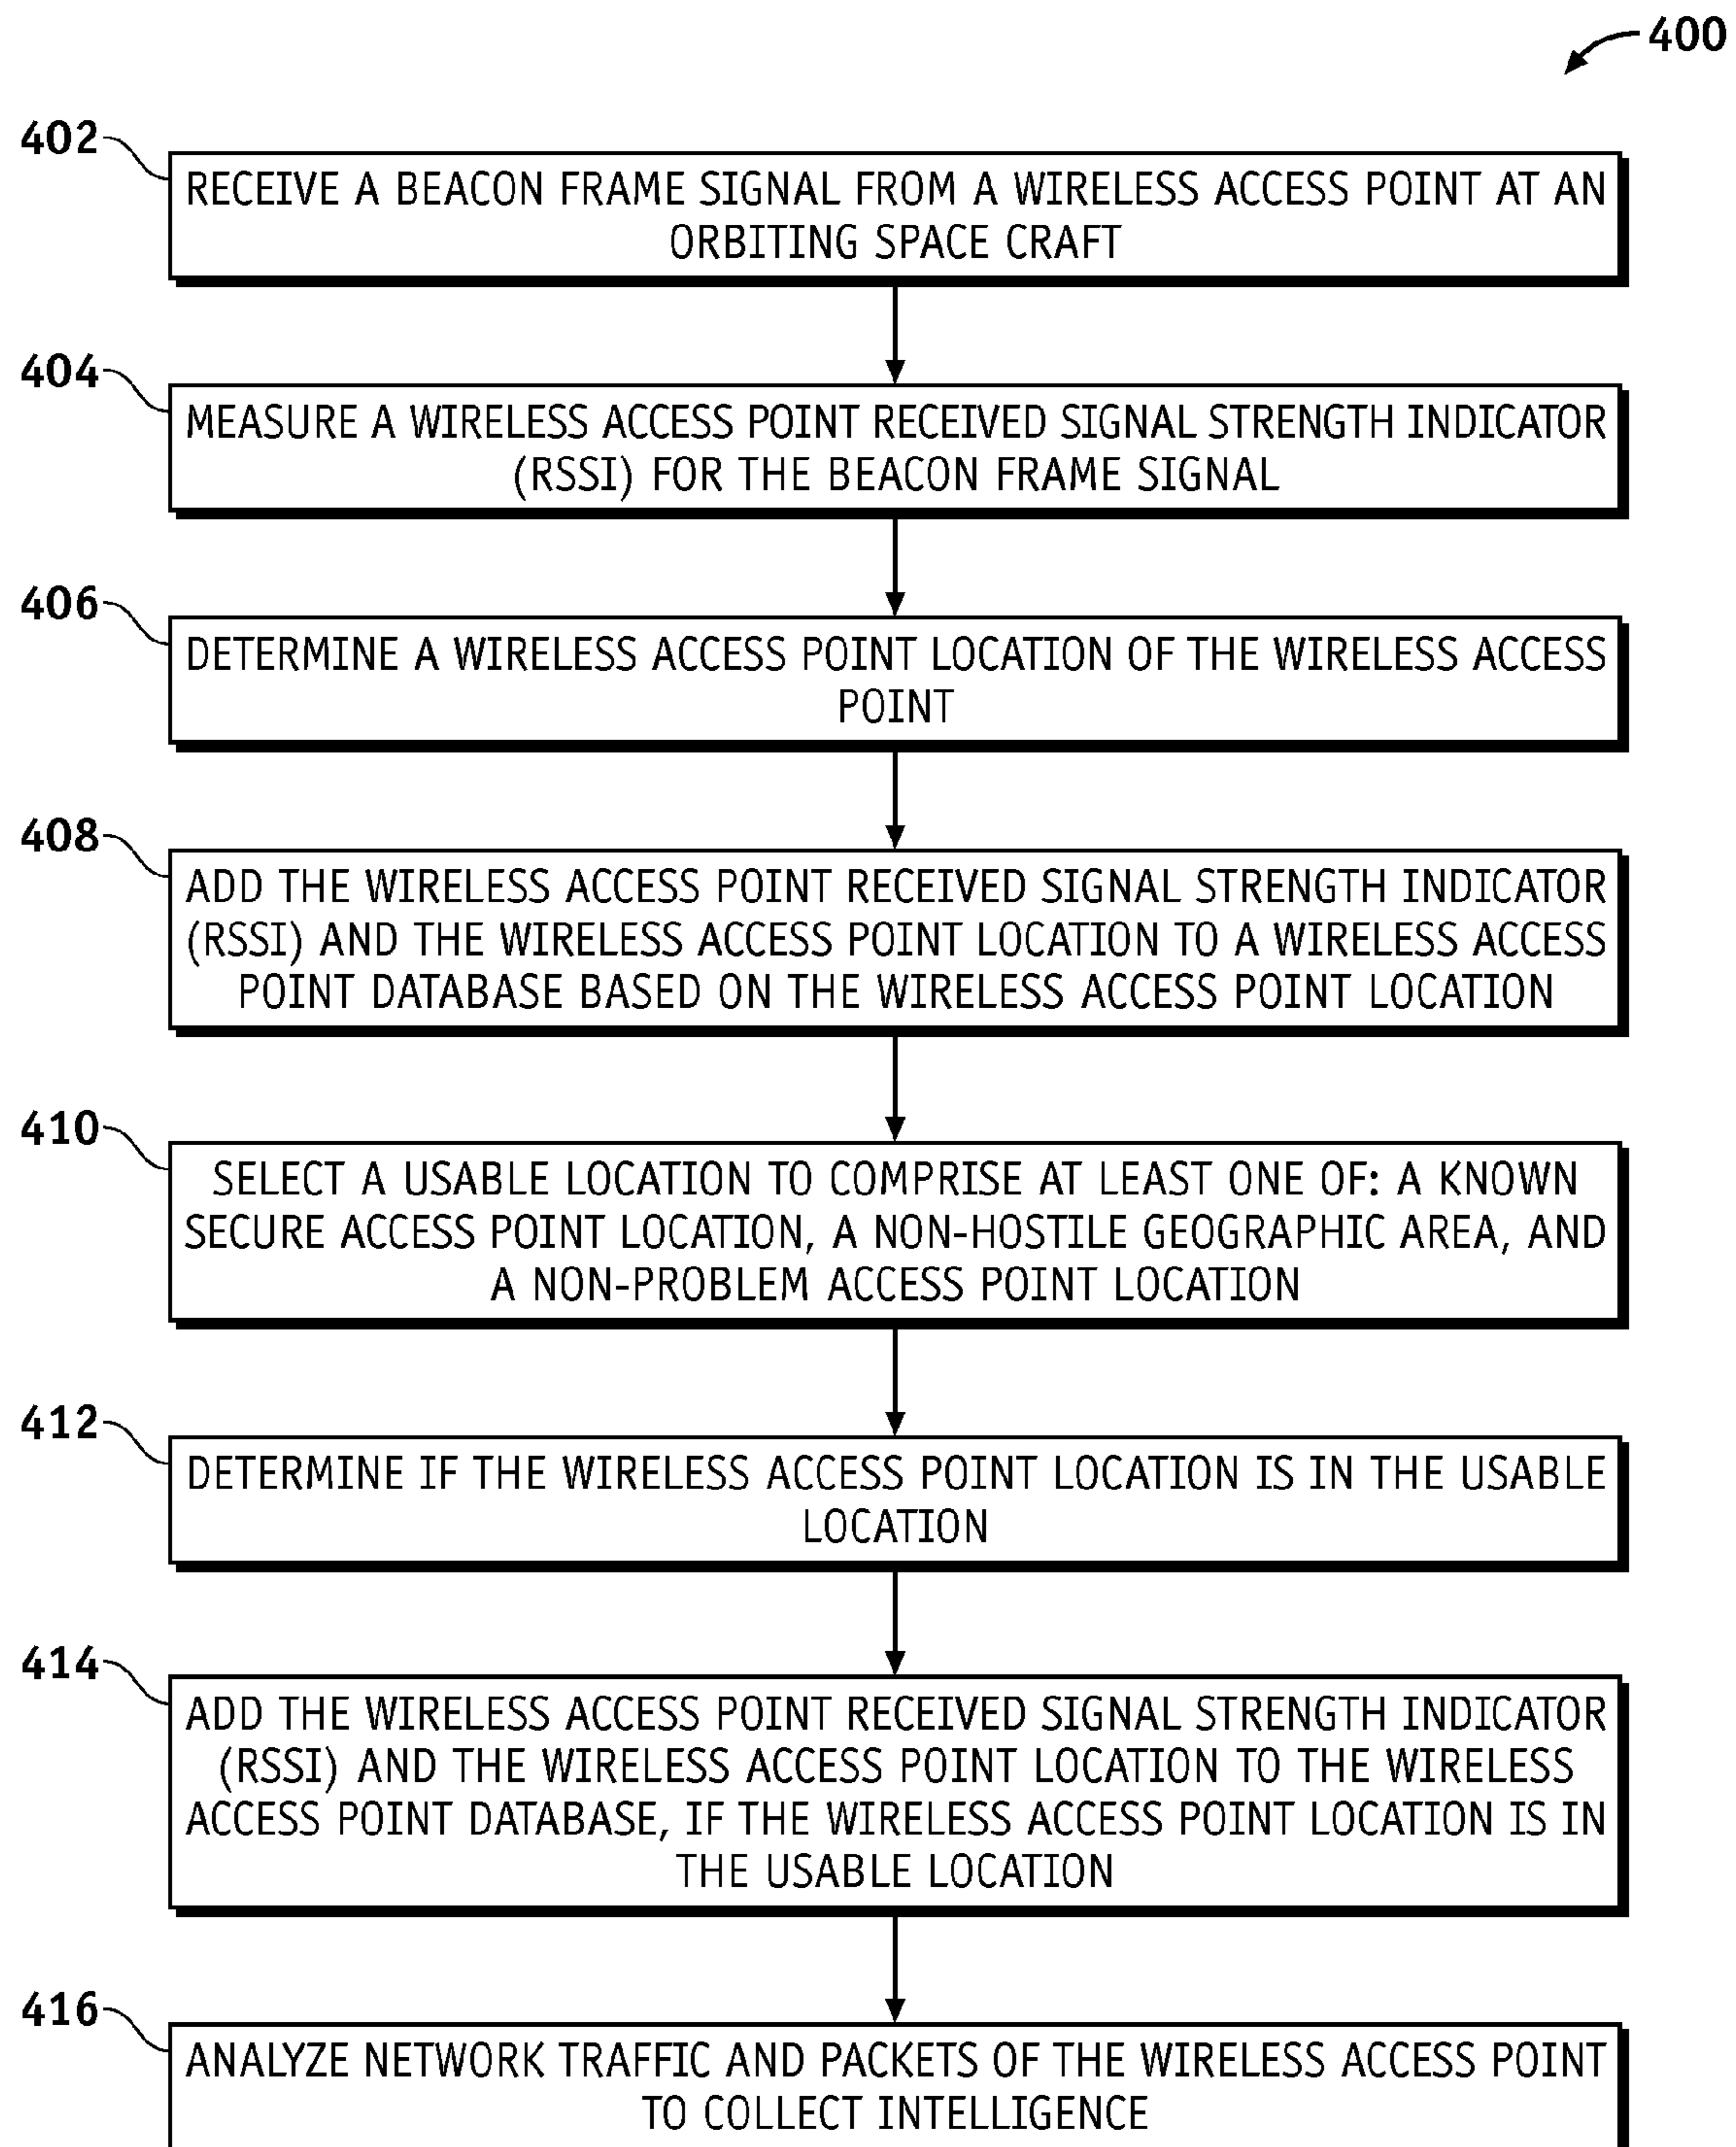 400
402
RECEIVE A BEACON FRAME SIGNAL FROM A WIRELESS ACCESS POINT AT AN
ORBITING SPACE CRAFT
404
MEASURE A WIRELESS ACCESS POINT RECEIVED SIGNAL STRENGTH INDICATOR
(RSSI) FOR THE BEACON FRAME SIGNAL
406
DETERMINE A WIRELESS ACCESS POINT LOCATION OF THE WIRELESS ACCESS
POINT
408
ADD THE WIRELESS ACCESS POINT RECEIVED SIGNAL STRENGTH INDICATOR
(RSSI) AND THE WIRELESS ACCESS POINT LOCATION TO A WIRELESS ACCESS
POINT DATABASE BASED ON THE WIRELESS ACCESS POINT LOCATION
410
SELECT A USABLE LOCATION TO COMPRISE AT LEAST ONE OF: A KNOWN
SECURE ACCESS POINT LOCATION, A NON-HOSTILE GEOGRAPHIC AREA, AND
A NON-PROBLEM ACCESS POINT LOCATION
412
DETERMINE IF THE WIRELESS ACCESS POINT LOCATION IS IN THE USABLE
LOCATION
414
ADD THE WIRELESS ACCESS POINT RECEIVED SIGNAL STRENGTH INDICATOR
(RSSI) AND THE WIRELESS ACCESS POINT LOCATION TO THE WIRELESS
ACCESS POINT DATABASE, IF THE WIRELESS ACCESS POINT LOCATION IS IN
THE USABLE LOCATION
416
ANALYZE NETWORK TRAFFIC AND PACKETS OF THE WIRELESS ACCESS POINT
TO COLLECT INTELLIGENCE